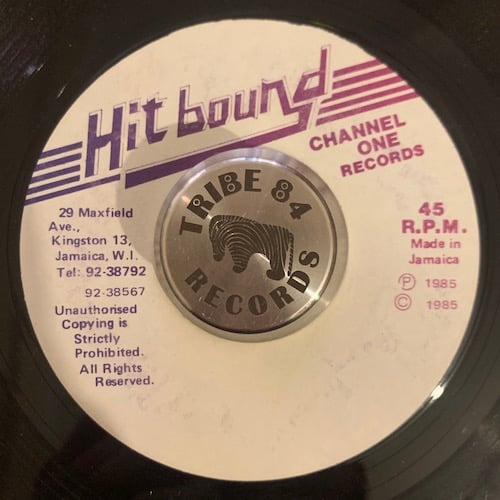 Hit bound
CHANNEL
ONE
RECORDS
29 Maxfield
Ave.,
Kingston 13,
Jamaica, W.I.
Tel: 92-38792
92-38567
Unauthorised
Copying is
Strictly
Prohibited.
All Rights
Reserved.
TRIBE 84
RECORDS
45
R.P.M.
Made in
Jamaica
Ⓟ 1985
© 1985